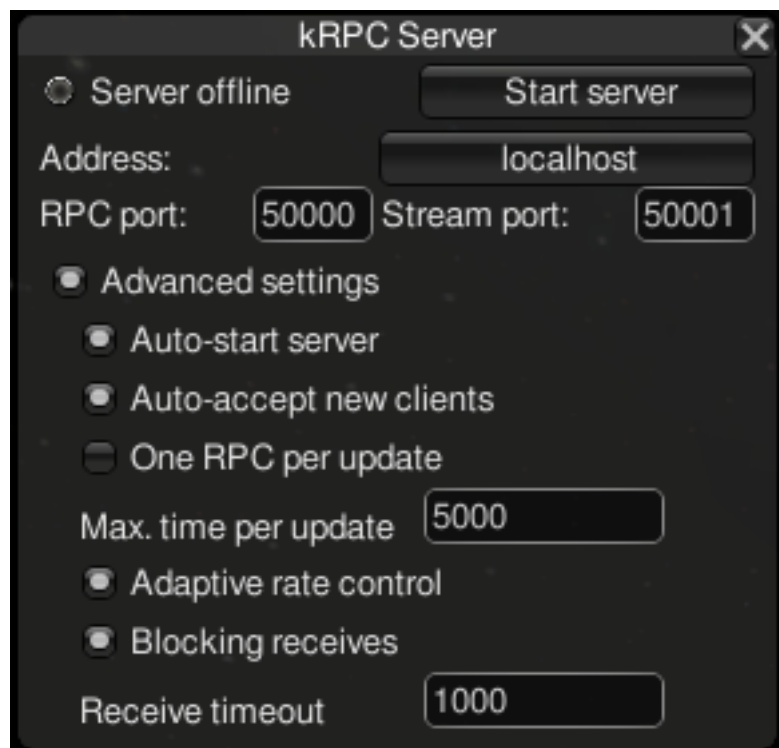 kRPC Server
Server offline Start server
Address: localhost
RPC port: 50000 Stream port: 50001
Advanced settings
Auto-start server
Auto-accept new clients
One RPC per update
Max. time per update 5000
Adaptive rate control
Blocking receives
Receive timeout 1000